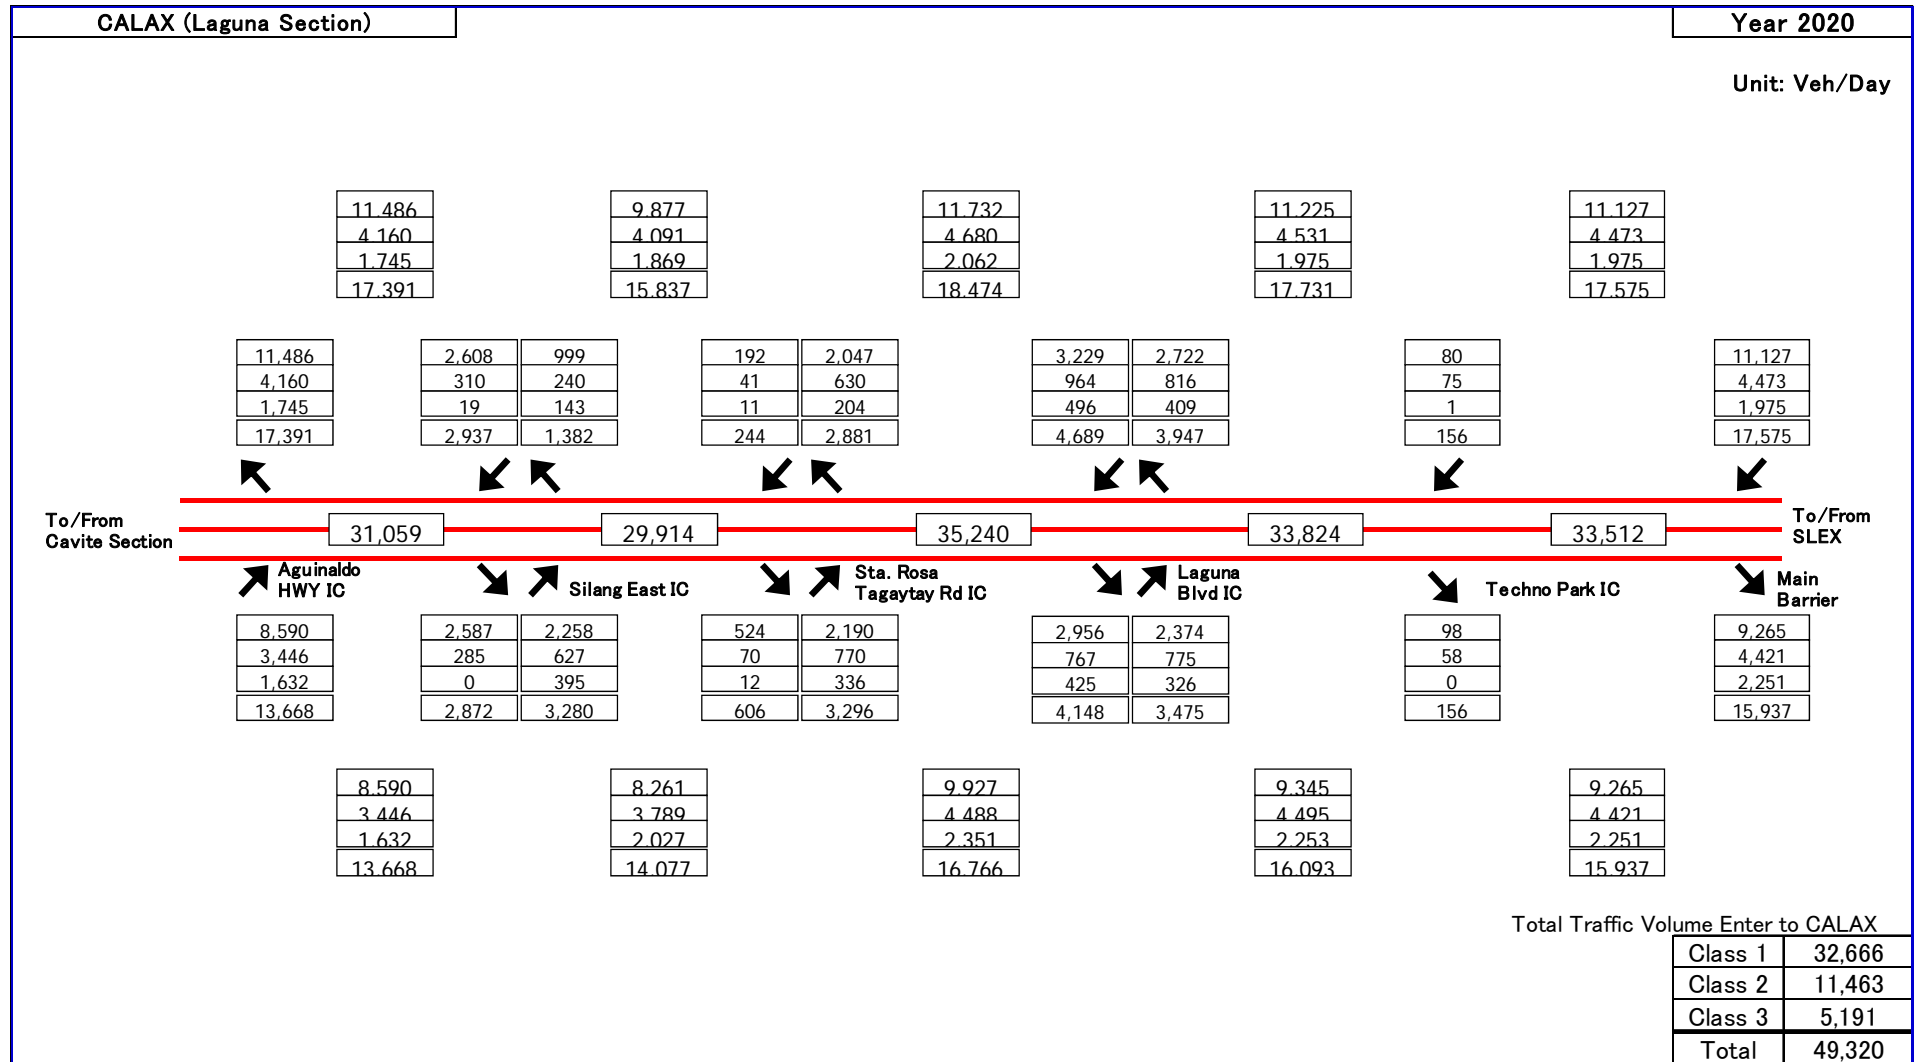 CALAX (Laguna Section)
Year 2020
Unit: Veh/Day
11,486 9,877 11,732 11,225 11,127
4,160 4,091 4,680 4,531 4,473
1,745 1,869 2,062 1,975 1,975
17,391 15,837 18,474 17,731 17,575
11,486 2,608 999 192 2,047 3,229 2,722 80 11,127
4,160 310 240 41 630 964 816 75 4,473
1,745 19 143 11 204 496 409 1 1,975
17,391 2,937 1,382 244 2,881 4,689 3,947 156 17,575
To/From
Cavite Section
31,059 29,914 35,240 33,824 33,512
To/From
SLEX
Aguinaldo
HWY IC
Silang East IC
Sta. Rosa
Tagaytay Rd IC
Laguna
Blvd IC
Techno Park IC
Main
Barrier
8,590 2,587 2,258 524 2,190 2,956 2,374 98 9,265
3,446 285 627 70 770 767 775 58 4,421
1,632 0 395 12 336 425 326 0 2,251
13,668 2,872 3,280 606 3,296 4,148 3,475 156 15,937
8,590 8,261 9,927 9,345 9,265
3,446 3,789 4,488 4,495 4,421
1,632 2,027 2,351 2,253 2,251
13,668 14,077 16,766 16,093 15,937
Total Traffic Volume Enter to CALAX
Class 1 32,666
Class 2 11,463
Class 3 5,191
Total 49,320